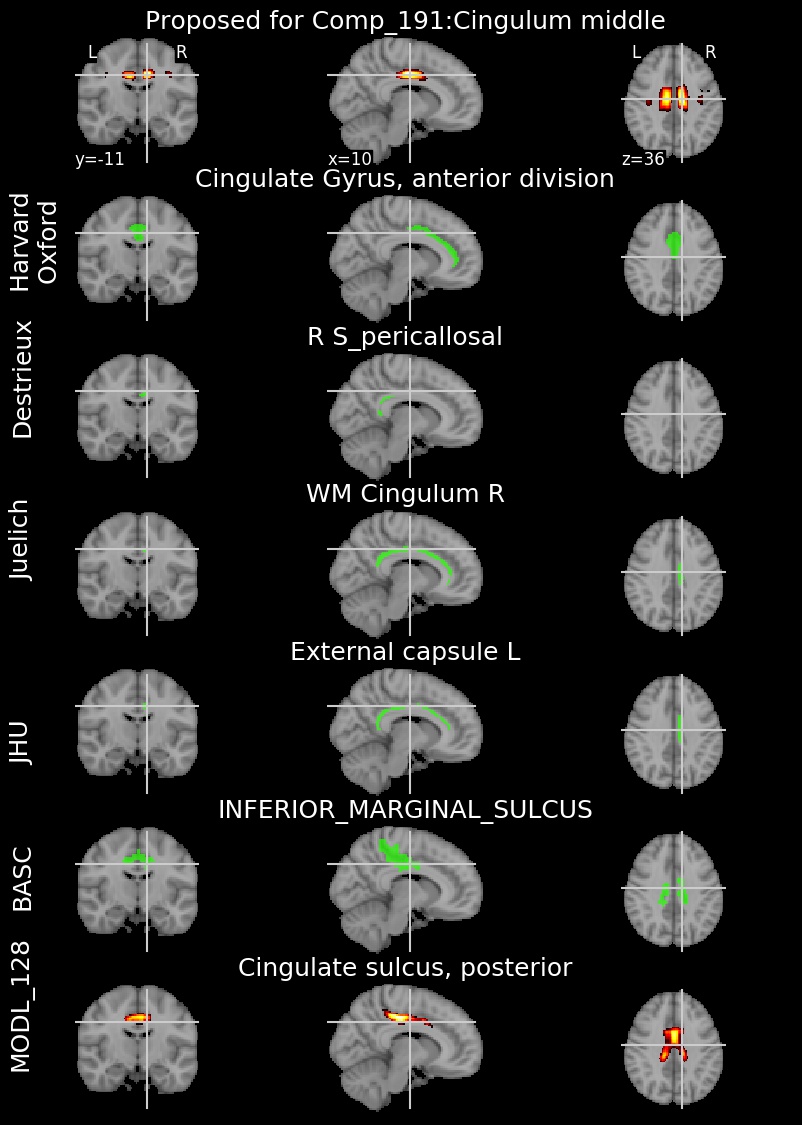 Proposed for Comp_191:Cingulum middle
L R L R
y=-11 x=10 z=36
Cingulate Gyrus, anterior division
Harvard
Oxford
R S_pericallosal
Destrieux
WM Cingulum R
Juelich
External capsule L
JHU
INFERIOR_MARGINAL_SULCUS
BASC
Cingulate sulcus, posterior
MODL_128